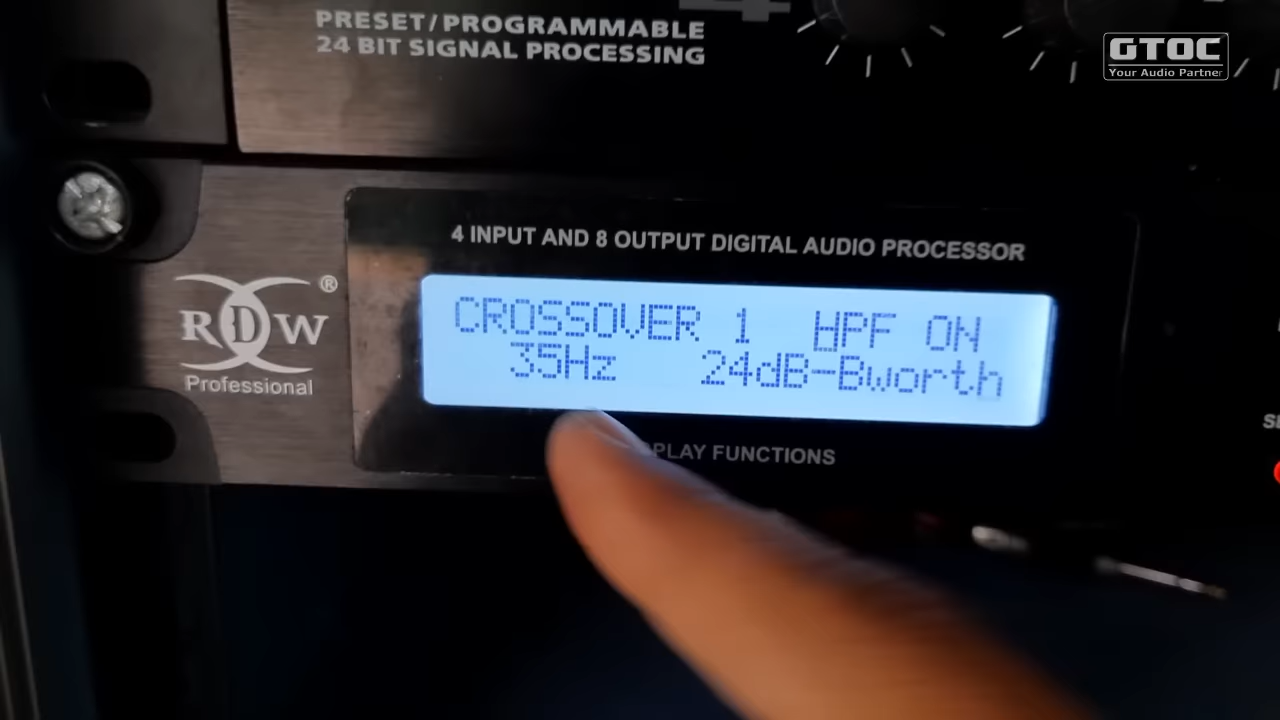 PRESET/PROGRAMMABLE
24 BIT SIGNAL PROCESSING
GTOC
Your Audio Partner
4 INPUT AND 8 OUTPUT DIGITAL AUDIO PROCESSOR
RDW®
Professional
CROSSOVER 1 HPF ON
35Hz 24dB-Bworth
PLAY FUNCTIONS